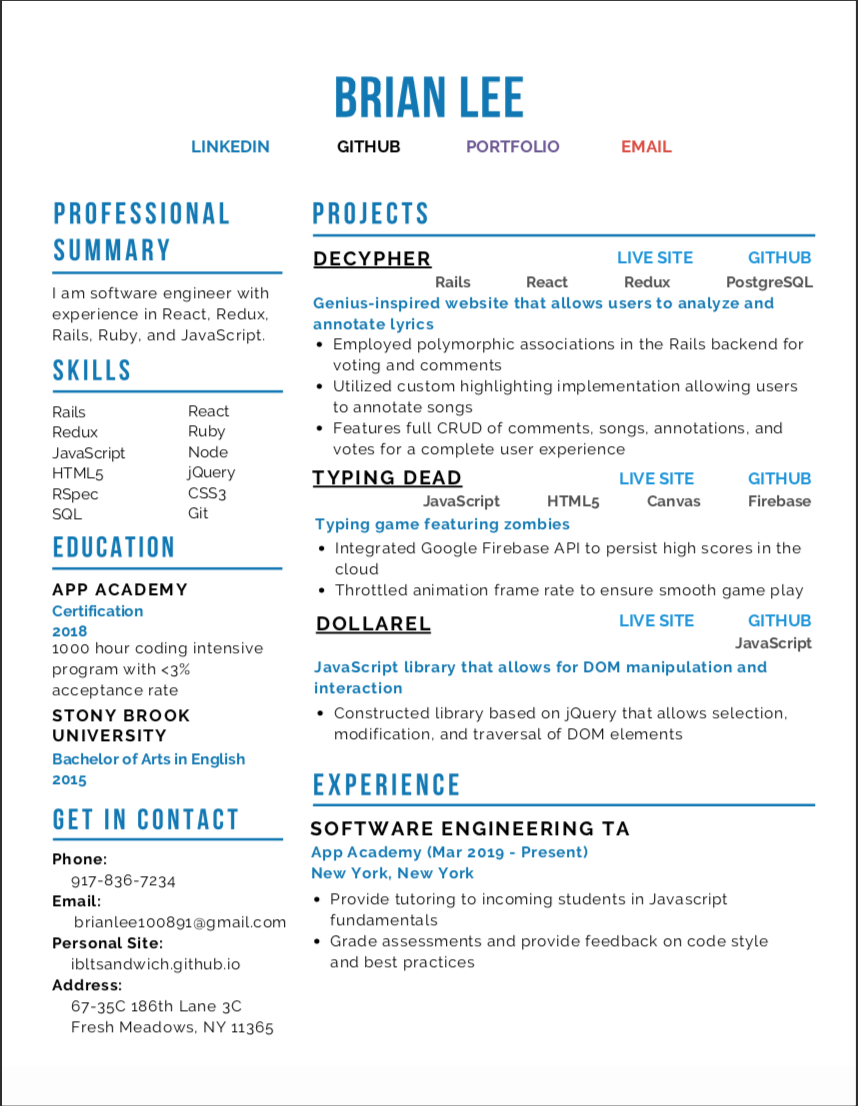 BRIAN LEE
LINKEDIN GITHUB PORTFOLIO EMAIL
PROFESSIONAL
SUMMARY
I am software engineer with
experience in React, Redux,
Rails, Ruby, and JavaScript.
SKILLS
Rails React
Redux Ruby
JavaScript Node
HTML5 jQuery
RSpec CSS3
SQL Git
EDUCATION
APP ACADEMY
Certification
2018
1000 hour coding intensive
program with <3%
acceptance rate
STONY BROOK
UNIVERSITY
Bachelor of Arts in English
2015
GET IN CONTACT
Phone:
917-836-7234
Email:
brianlee100891@gmail.com
Personal Site:
ibltsandwich.github.io
Address:
67-35C 186th Lane 3C
Fresh Meadows, NY 11365
PROJECTS
DECYPHER LIVE SITE GITHUB
Rails React Redux PostgreSQL
Genius-inspired website that allows users to analyze and
annotate lyrics
• Employed polymorphic associations in the Rails backend for
voting and comments
• Utilized custom highlighting implementation allowing users
to annotate songs
• Features full CRUD of comments, songs, annotations, and
votes for a complete user experience
TYPING DEAD LIVE SITE GITHUB
JavaScript HTML5 Canvas Firebase
Typing game featuring zombies
• Integrated Google Firebase API to persist high scores in the
cloud
• Throttled animation frame rate to ensure smooth game play
DOLLAREL LIVE SITE GITHUB
JavaScript
JavaScript library that allows for DOM manipulation and
interaction
• Constructed library based on jQuery that allows selection,
modification, and traversal of DOM elements
EXPERIENCE
SOFTWARE ENGINEERING TA
App Academy (Mar 2019 - Present)
New York, New York
• Provide tutoring to incoming students in Javascript
fundamentals
• Grade assessments and provide feedback on code style
and best practices